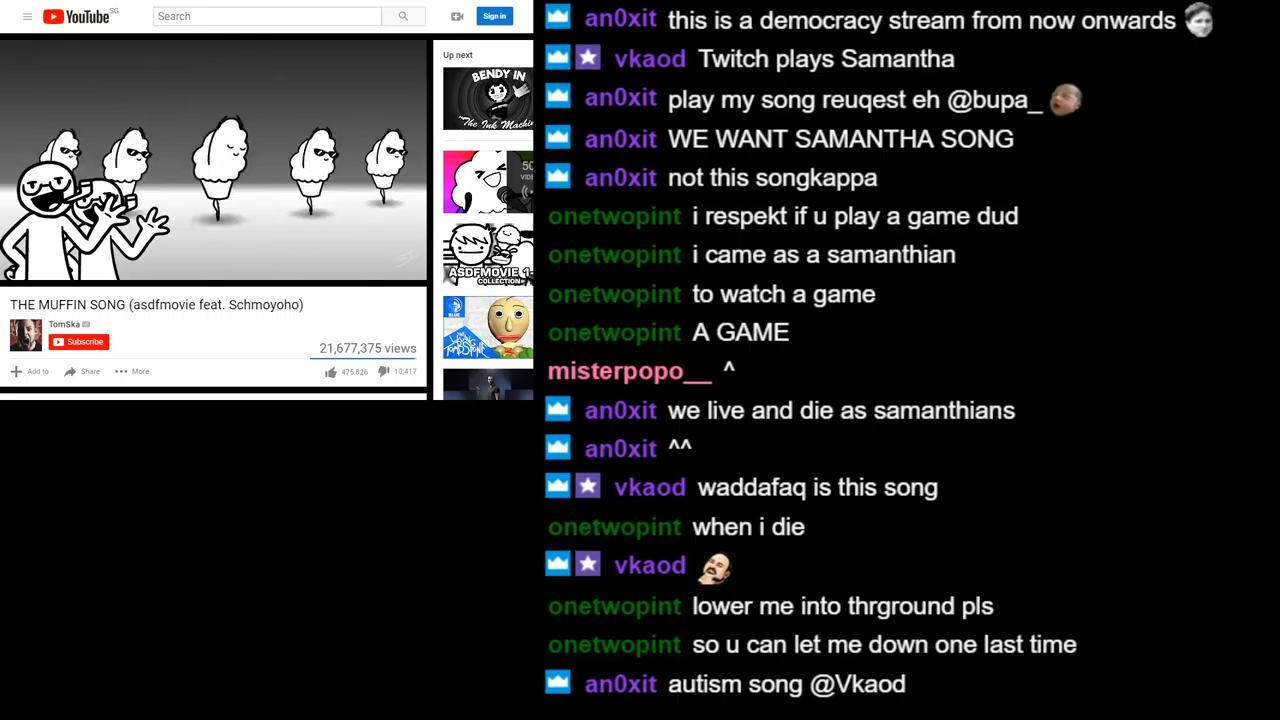 YouTube SG
Search
Sign in
Up next
BENDY IN
"The Ink Machin
50
VIDE
ASDFMOVIE 1-
COLLECTION
BLUE
THE MUFFIN SONG (asdfmovie feat. Schmoyoho)
TomSka
Subscribe
21,677,375 views
Add to
Share
More
475,826
10,417
an0xit this is a democracy stream from now onwards
vkaod Twitch plays Samantha
an0xit play my song reuqest eh @bupa_
an0xit WE WANT SAMANTHA SONG
an0xit not this songkappa
onetwopint i respekt if u play a game dud
onetwopint i came as a samanthian
onetwopint to watch a game
onetwopint A GAME
misterpopo__ ^
an0xit we live and die as samanthians
an0xit ^^
vkaod waddafaq is this song
onetwopint when i die
vkaod
onetwopint lower me into thrground pls
onetwopint so u can let me down one last time
an0xit autism song @Vkaod